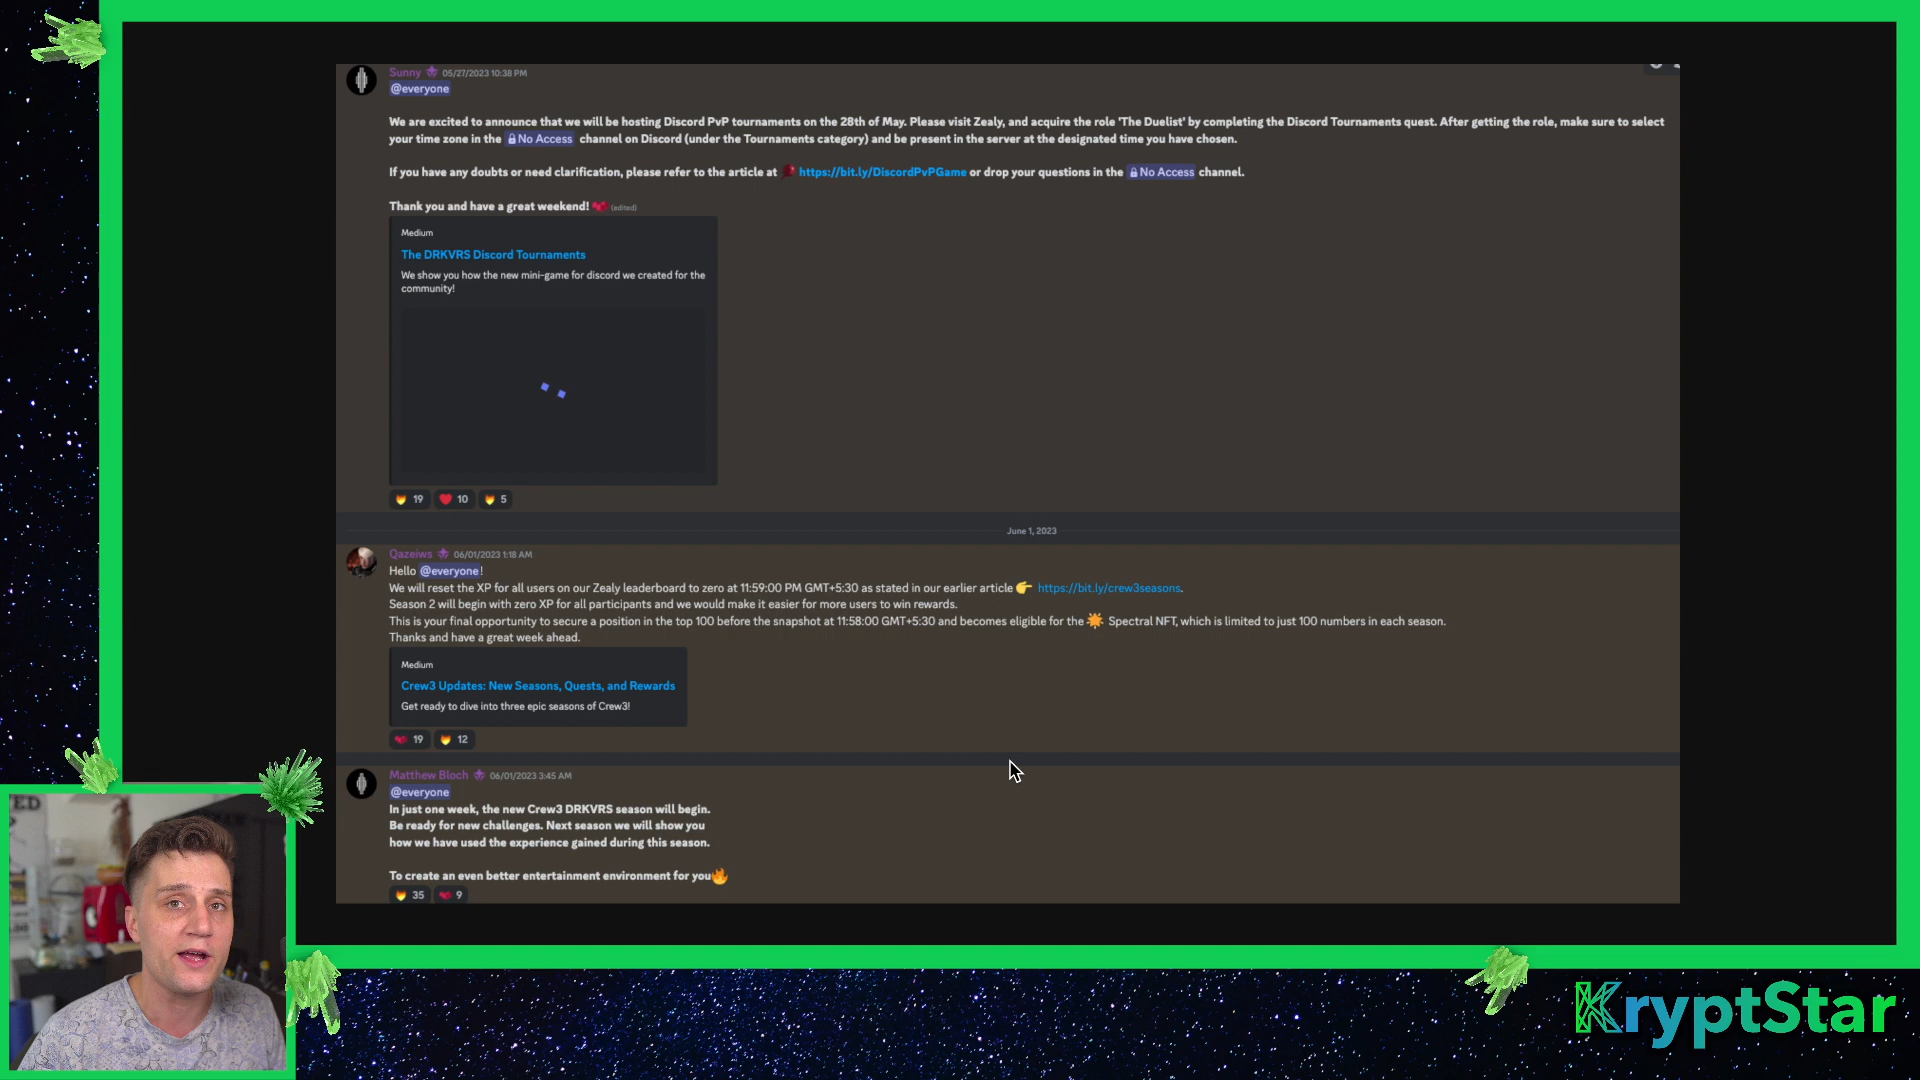 Sunny 05/27/2023 10:38 PM
@everyone
We are excited to announce that we will be hosting Discord PvP tournaments on the 28th of May. Please visit Zealy, and acquire the role 'The Duelist' by completing the Discord Tournaments quest. After getting the role, make sure to select
your time zone in the No Access channel on Discord (under the Tournaments category) and be present in the server at the designated time you have chosen.
If you have any doubts or need clarification, please refer to the article at https://bit.ly/DiscordPvPGame or drop your questions in the No Access channel.
Thank you and have a great weekend! (edited)
Medium
The DRKVRS Discord Tournaments
We show you how the new mini-game for discord we created for the
community!
19 10 5
June 1, 2023
Qazeiws 06/01/2023 1:18 AM
Hello @everyone!
We will reset the XP for all users on our Zealy leaderboard to zero at 11:59:00 PM GMT+5:30 as stated in our earlier article https://bit.ly/crew3seasons.
Season 2 will begin with zero XP for all participants and we would make it easier for more users to win rewards.
This is your final opportunity to secure a position in the top 100 before the snapshot at 11:58:00 GMT+5:30 and becomes eligible for the Spectral NFT, which is limited to just 100 numbers in each season.
Thanks and have a great week ahead.
Medium
Crew3 Updates: New Seasons, Quests, and Rewards
Get ready to dive into three epic seasons of Crew3!
19 12
Matthew Bloch 06/01/2023 3:45 AM
@everyone
In just one week, the new Crew3 DRKVRS season will begin.
Be ready for new challenges. Next season we will show you
how we have used the experience gained during this season.
To create an even better entertainment environment for you
35 9
KryptStar